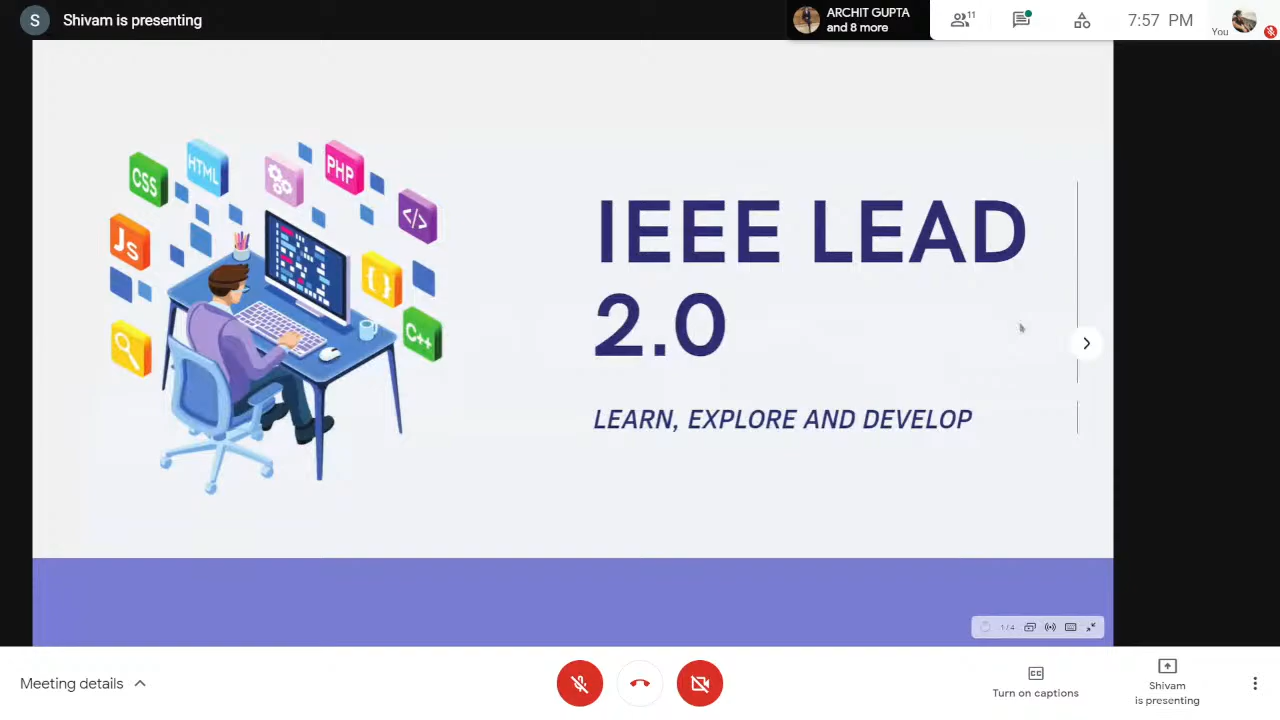 S
Shivam is presenting
ARCHIT GUPTA
and 8 more
11
7:57 PM
You
CSS
HTML
PHP
</>
JS
{ }
C++
IEEE LEAD
2.0
LEARN, EXPLORE AND DEVELOP
1/4
Meeting details
CC
Turn on captions
Shivam
is presenting